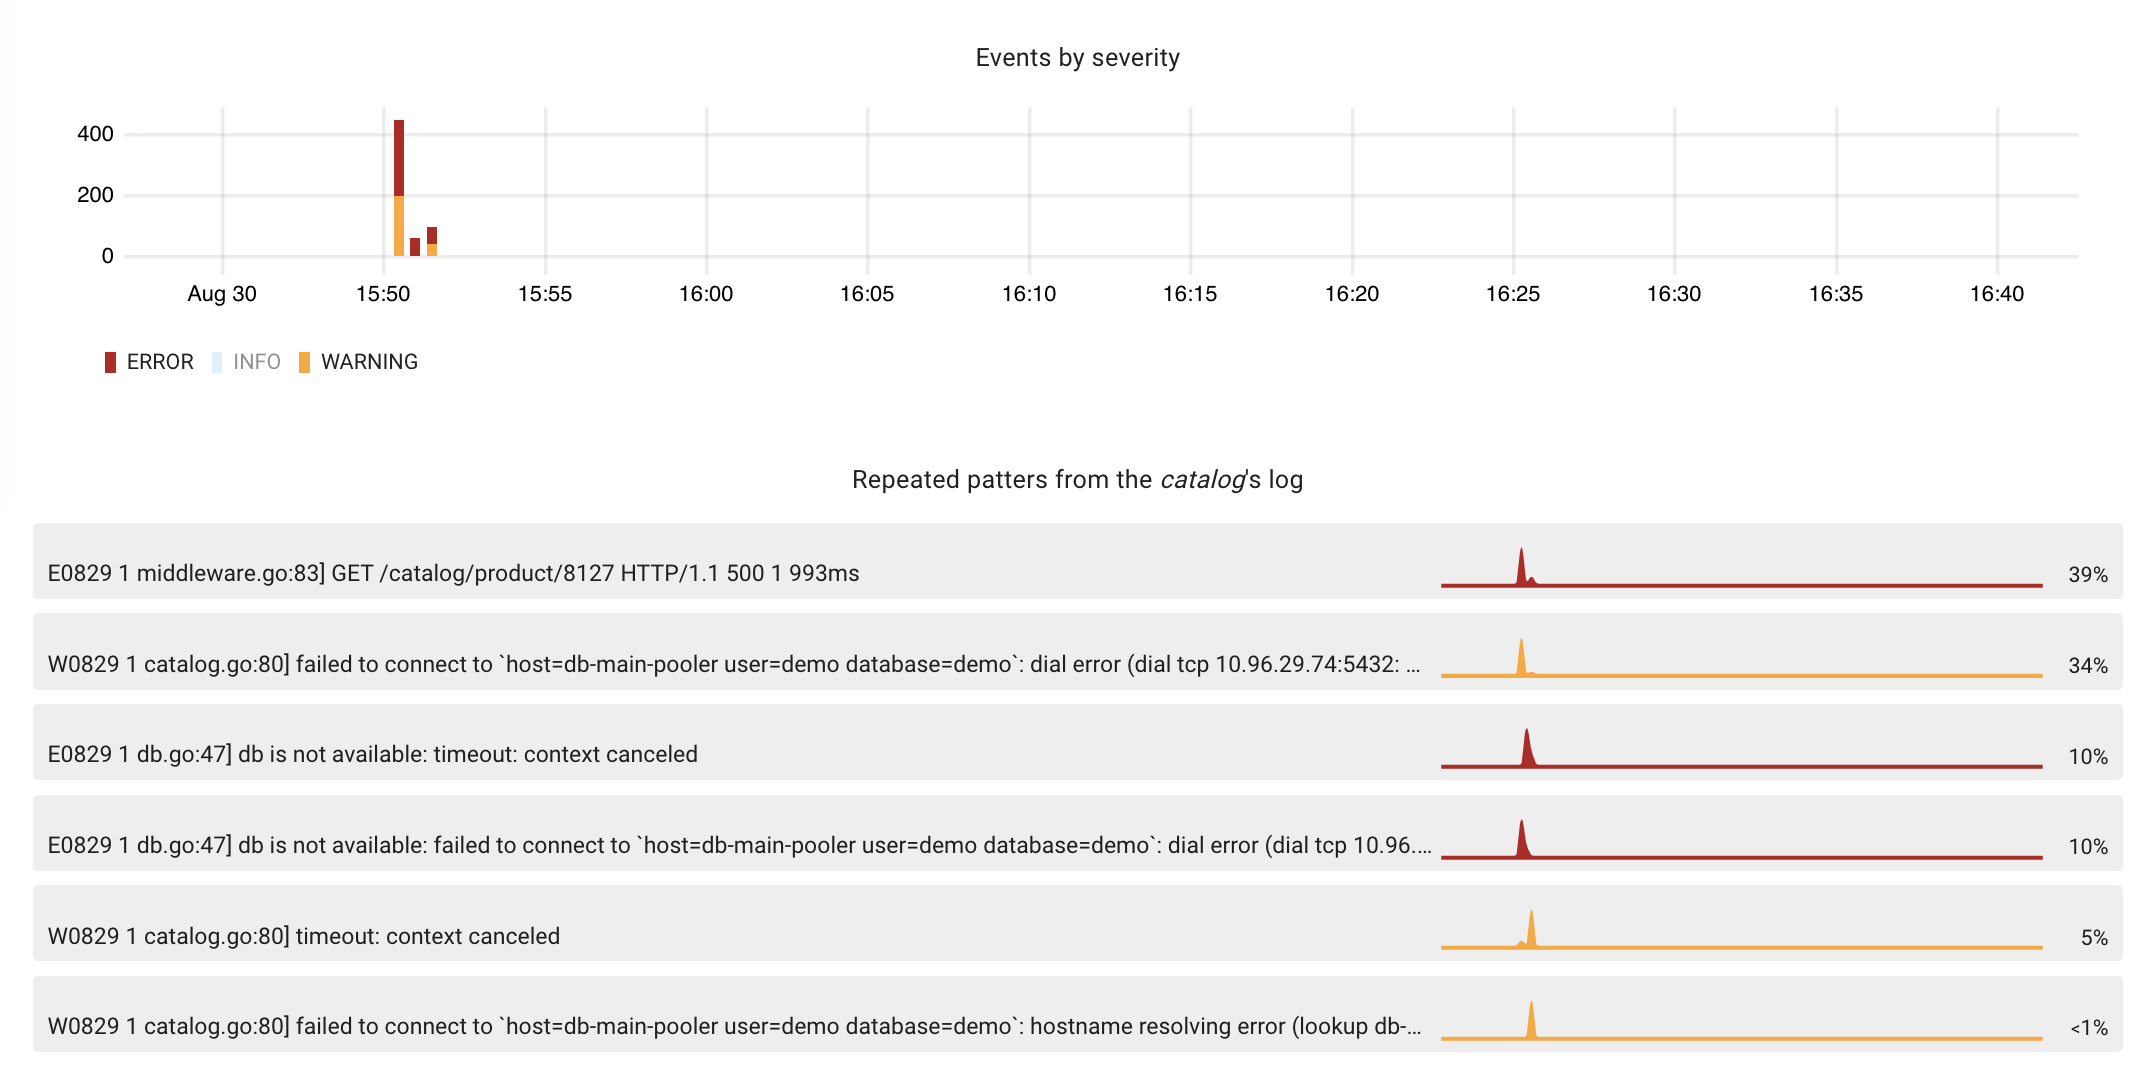 Events by severity
400
200
0
Aug 30 15:50 15:55 16:00 16:05 16:10 16:15 16:20 16:25 16:30 16:35 16:40
ERROR INFO WARNING
Repeated patters from the catalog's log
E0829 1 middleware.go:83] GET /catalog/product/8127 HTTP/1.1 500 1 993ms 39%
W0829 1 catalog.go:80] failed to connect to `host=db-main-pooler user=demo database=demo`: dial error (dial tcp 10.96.29.74:5432: ... 34%
E0829 1 db.go:47] db is not available: timeout: context canceled 10%
E0829 1 db.go:47] db is not available: failed to connect to `host=db-main-pooler user=demo database=demo`: dial error (dial tcp 10.96.... 10%
W0829 1 catalog.go:80] timeout: context canceled 5%
W0829 1 catalog.go:80] failed to connect to `host=db-main-pooler user=demo database=demo`: hostname resolving error (lookup db-... <1%